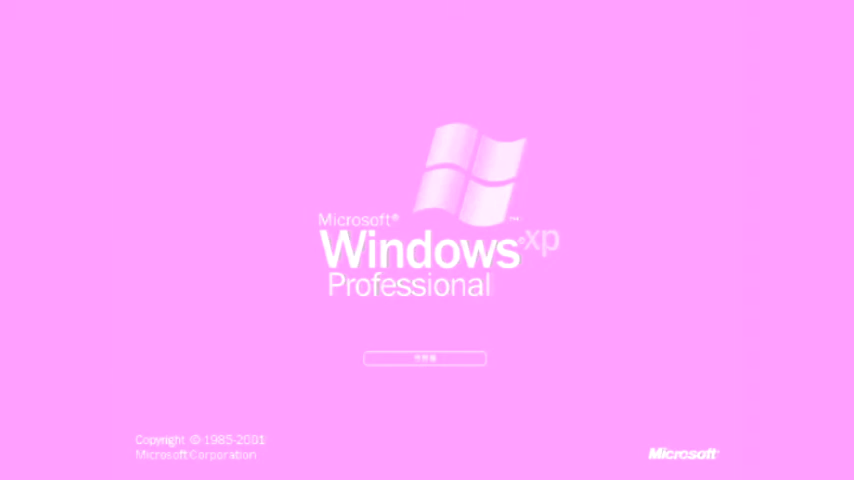 Microsoft®
Windows® xp
Professional
Copyright © 1985-2001
Microsoft Corporation
Microsoft